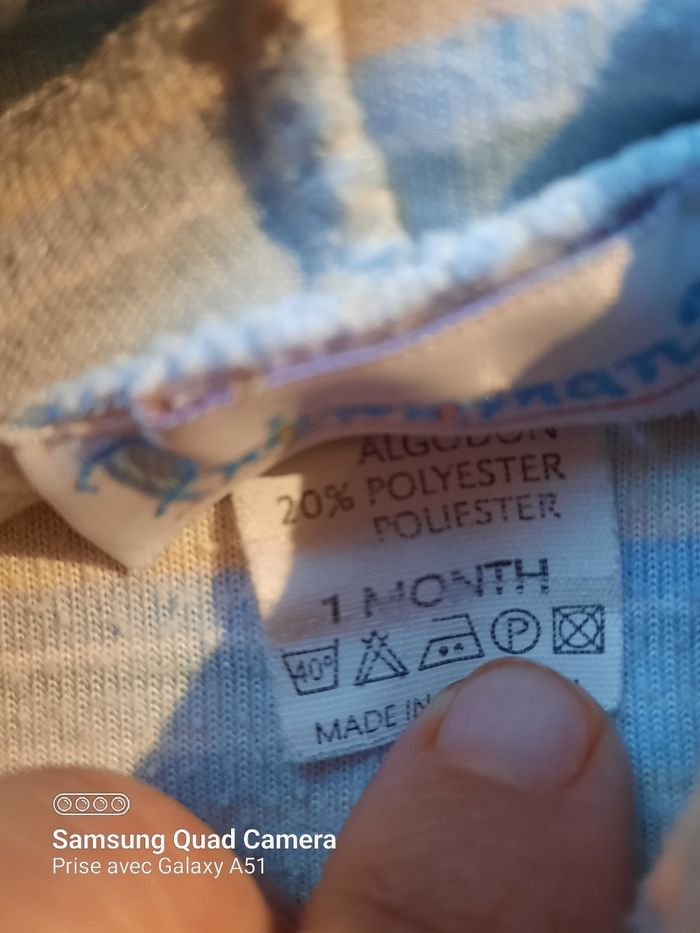 ALGODON
20% POLYESTER
POLIESTER
1 MONTH
40° P
MADE IN
Samsung Quad Camera
Prise avec Galaxy A51